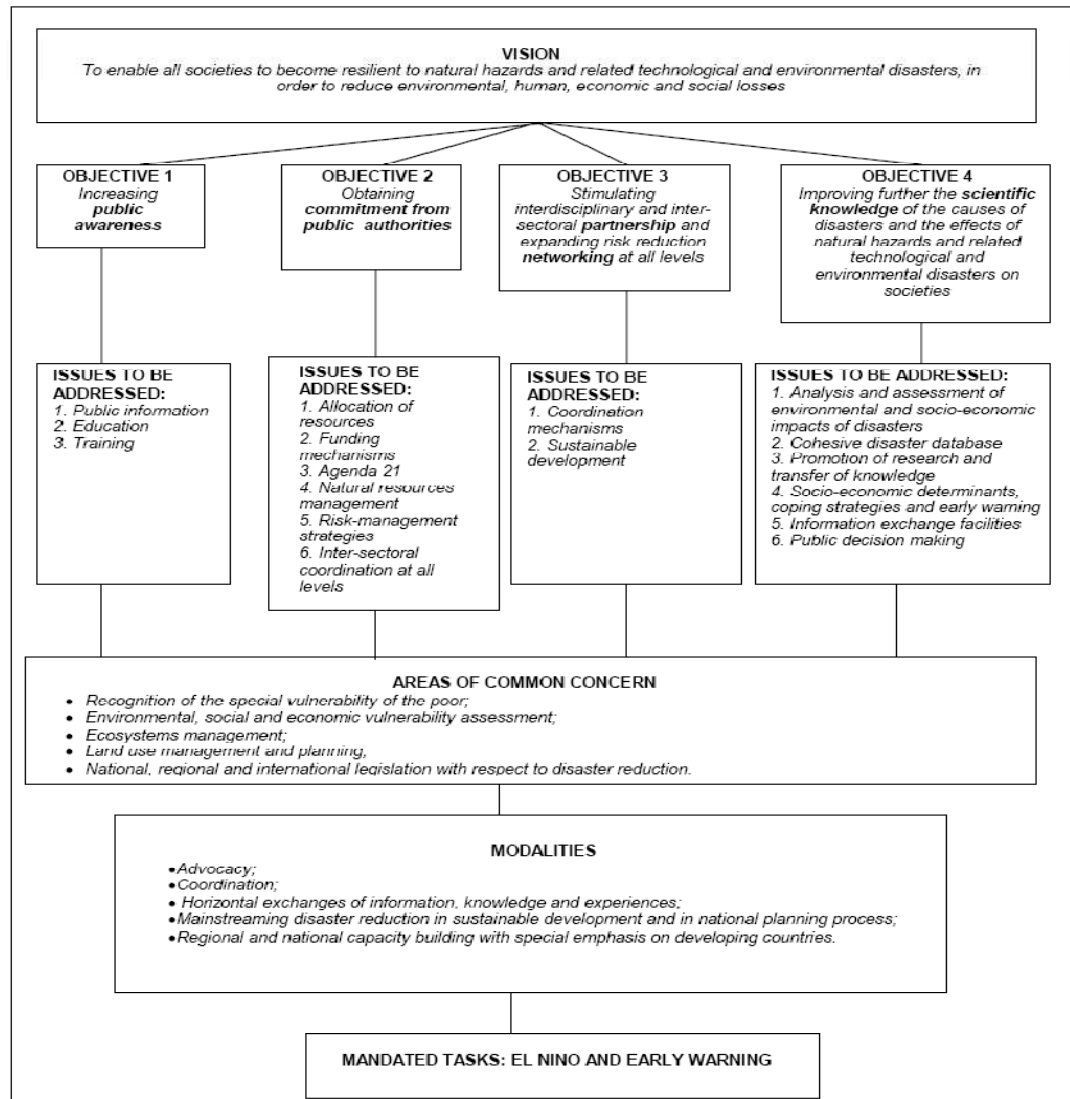 VISION
To enable all societies to become resilient to natural hazards and related technological and environmental disasters, in
order to reduce environmental, human, economic and social losses
OBJECTIVE 1
Increasing
public
awareness
OBJECTIVE 2
Obtaining
commitment from
public authorities
OBJECTIVE 3
Stimulating
interdisciplinary and inter-
sectoral partnership and
expanding risk reduction
networking at all levels
OBJECTIVE 4
Improving further the scientific
knowledge of the causes of
disasters and the effects of
natural hazards and related
technological and
environmental disasters on
societies
ISSUES TO BE
ADDRESSED:
1. Public information
2. Education
3. Training
ISSUES TO BE
ADDRESSED:
1. Allocation of
resources
2. Funding
mechanisms
3. Agenda 21
4. Natural resources
management
5. Risk-management
strategies
6. Inter-sectoral
coordination at all
levels
ISSUES TO BE
ADDRESSED:
1. Coordination
mechanisms
2. Sustainable
development
ISSUES TO BE ADDRESSED:
1. Analysis and assessment of
environmental and socio-economic
impacts of disasters
2. Cohesive disaster database
3. Promotion of research and
transfer of knowledge
4. Socio-economic determinants,
coping strategies and early warning
5. Information exchange facilities
6. Public decision making
AREAS OF COMMON CONCERN
• Recognition of the special vulnerability of the poor;
• Environmental, social and economic vulnerability assessment;
• Ecosystems management;
• Land use management and planning,
• National, regional and international legislation with respect to disaster reduction.
MODALITIES
• Advocacy;
• Coordination;
• Horizontal exchanges of information, knowledge and experiences;
• Mainstreaming disaster reduction in sustainable development and in national planning process;
• Regional and national capacity building with special emphasis on developing countries.
MANDATED TASKS: EL NINO AND EARLY WARNING